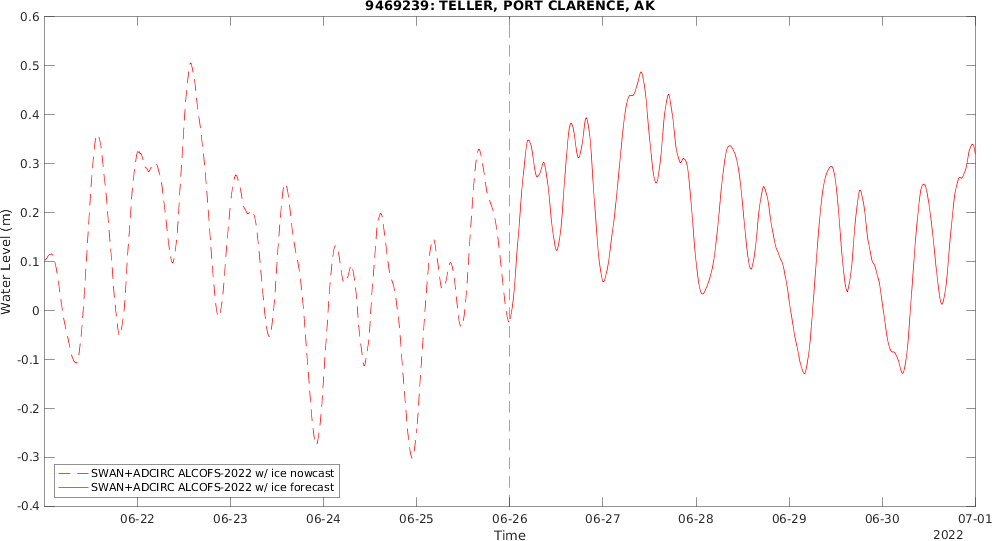 9469239: TELLER, PORT CLARENCE, AK
0.6
0.5
0.4
0.3
0.2
0.1
0
-0.1
-0.2
-0.3
-0.4
Water Level (m)
SWAN+ADCIRC ALCOFS-2022 w/ ice nowcast
SWAN+ADCIRC ALCOFS-2022 w/ ice forecast
06-22 06-23 06-24 06-25 06-26 06-27 06-28 06-29 06-30 07-01
Time
2022